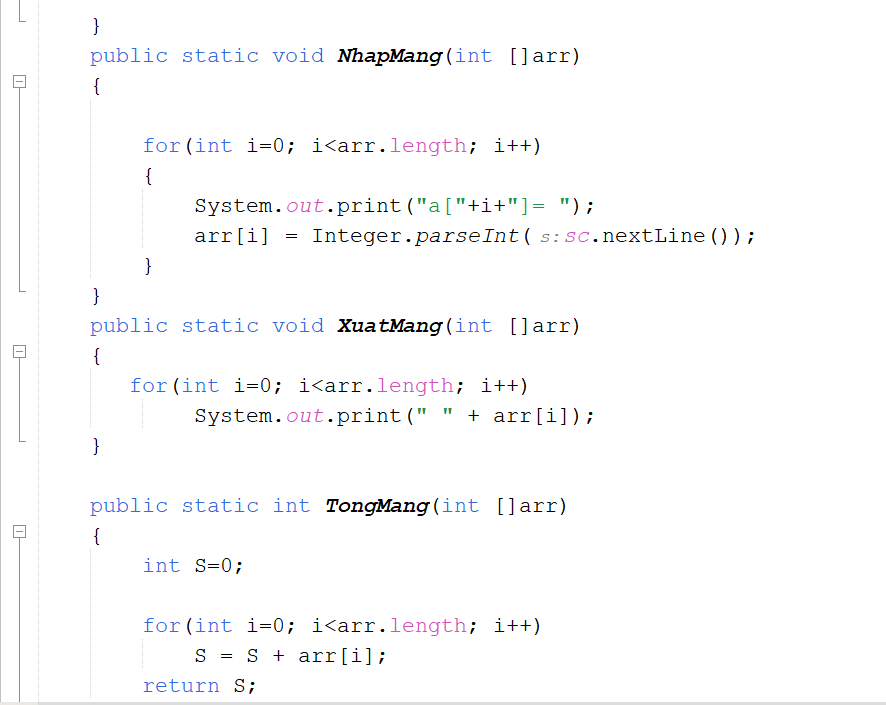 }
public static void NhapMang(int []arr)
{
for(int i=0; i<arr.length; i++)
{
System.out.print("a["+i+"]= ");
arr[i] = Integer.parseInt( s:sc.nextLine());
}
}
public static void XuatMang(int []arr)
{
for(int i=0; i<arr.length; i++)
System.out.print(" " + arr[i]);
}
public static int TongMang(int []arr)
{
int S=0;
for(int i=0; i<arr.length; i++)
S = S + arr[i];
return S;